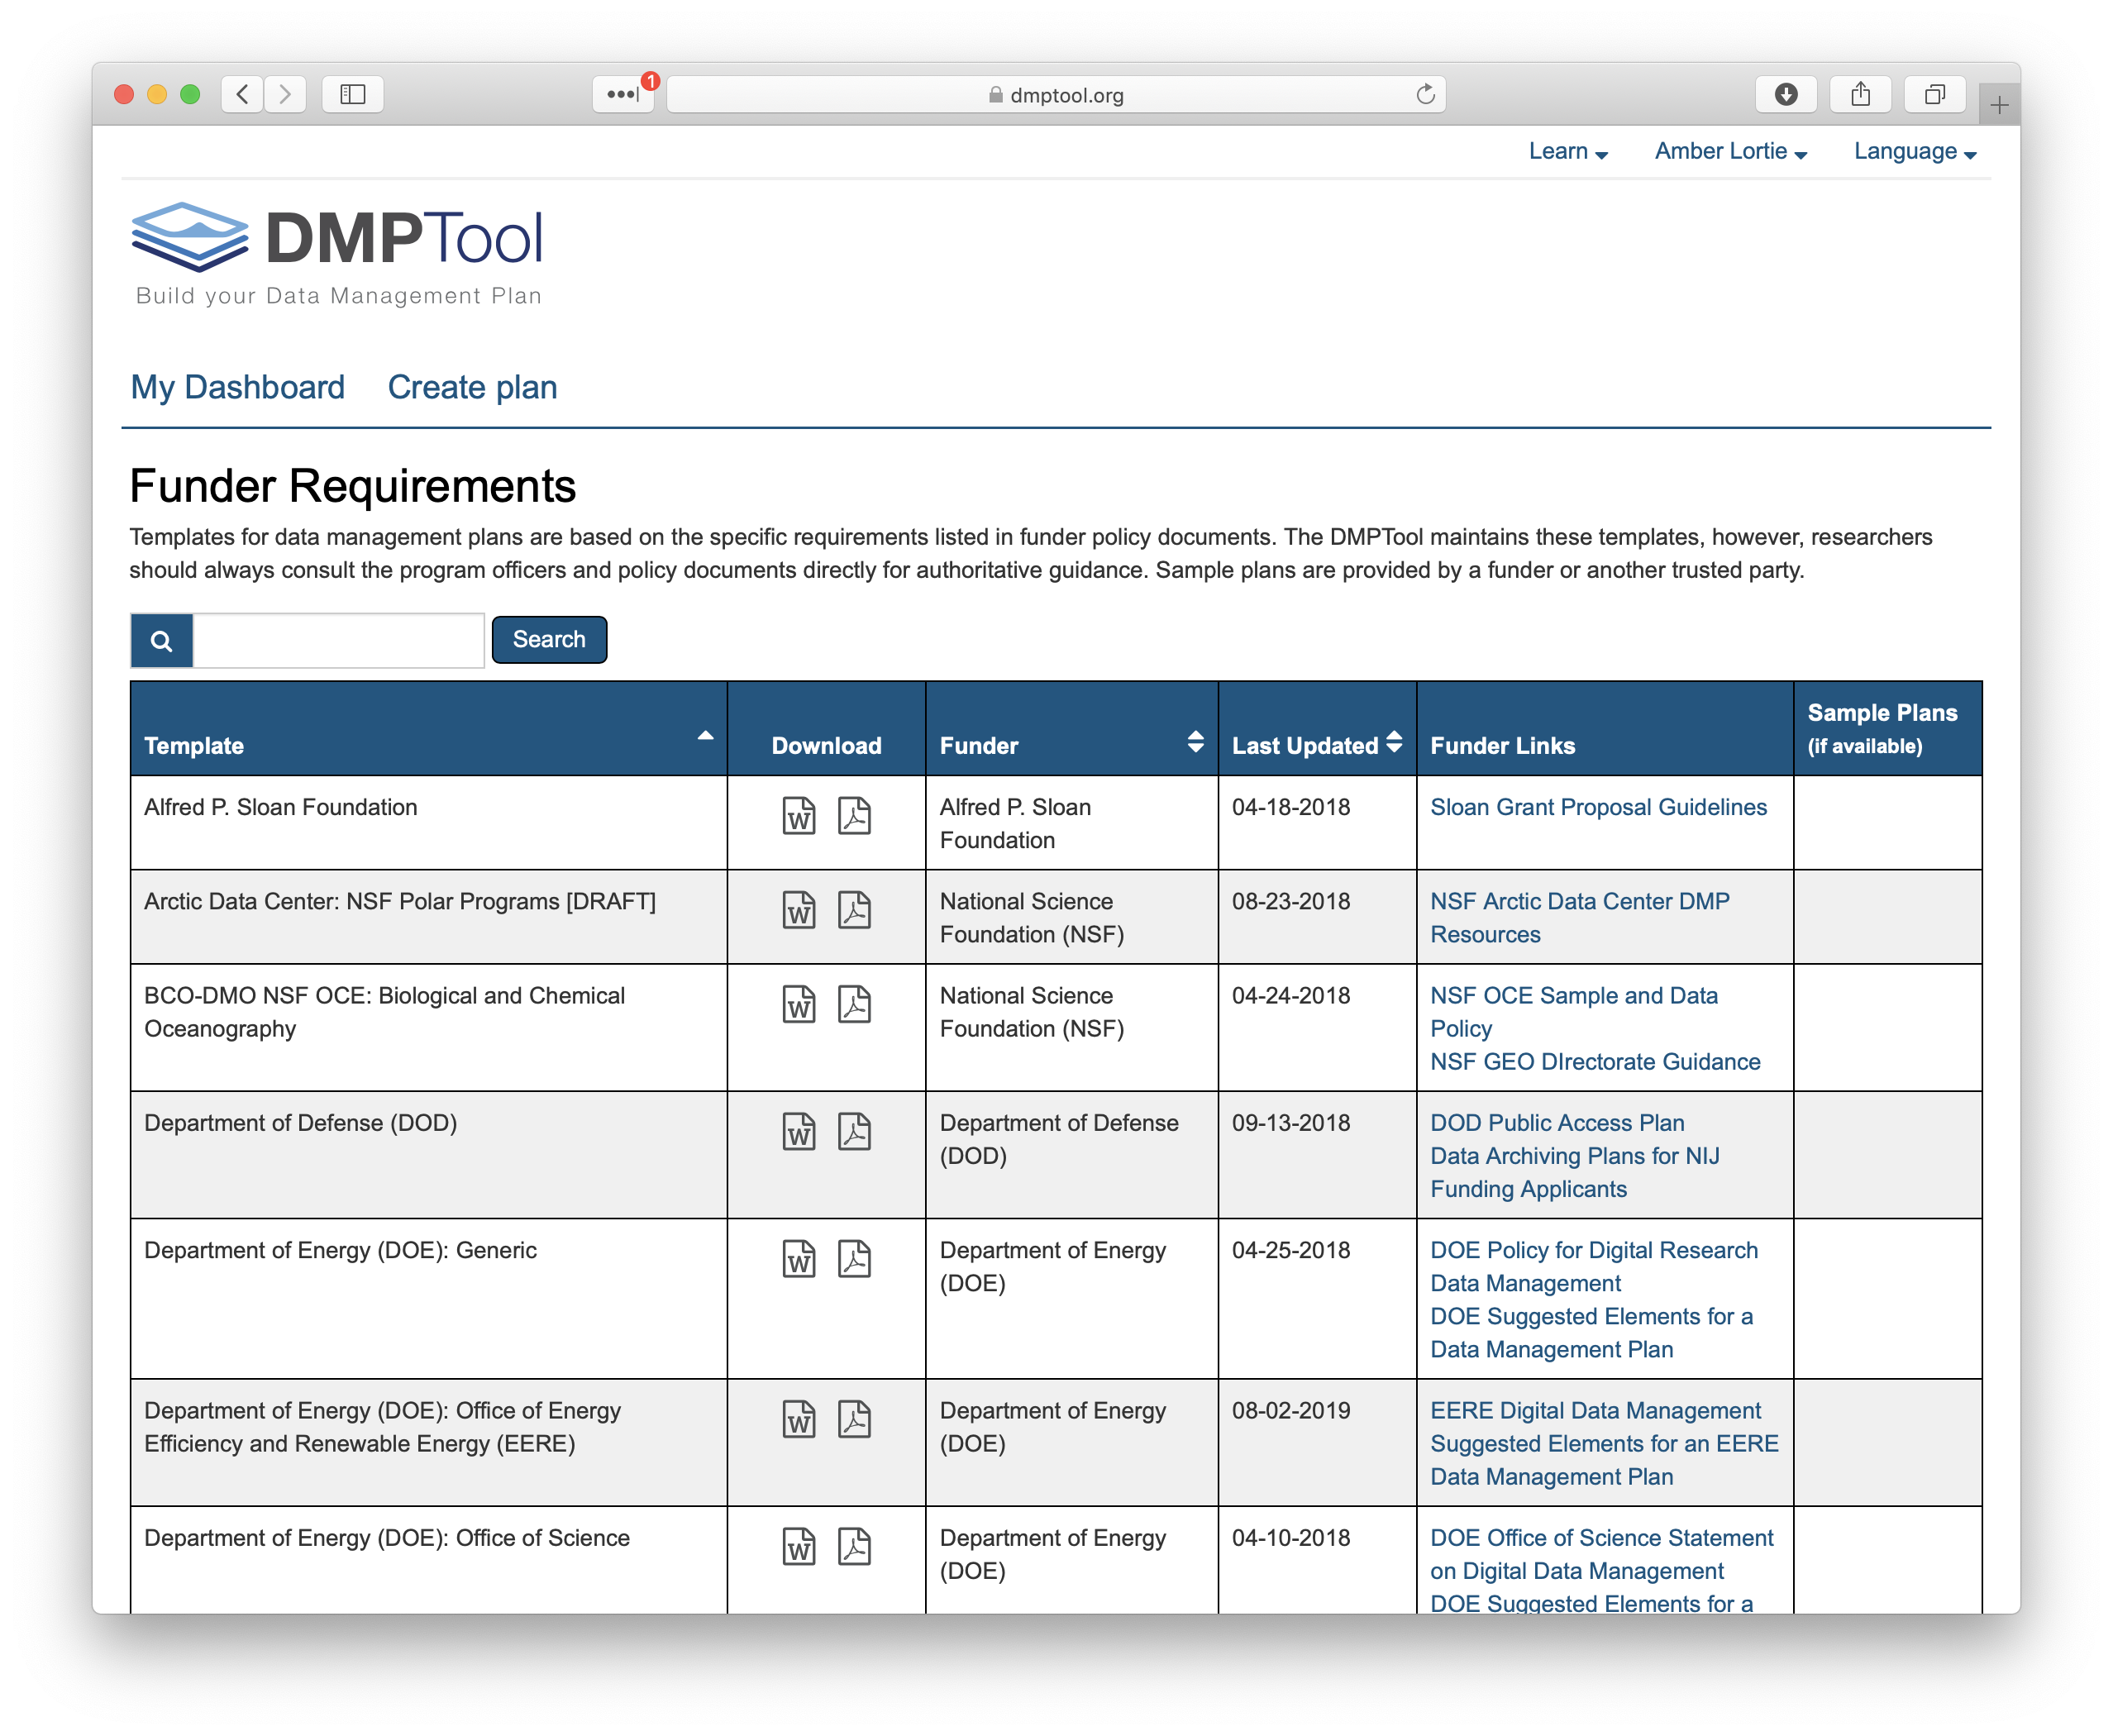 1
dmptool.org
Learn
Amber Lortie
Language
DMPTool
Build your Data Management Plan
My Dashboard
Create plan
Funder Requirements
Templates for data management plans are based on the specific requirements listed in funder policy documents. The DMPTool maintains these templates, however, researchers
should always consult the program officers and policy documents directly for authoritative guidance. Sample plans are provided by a funder or another trusted party.
Search
Template
Download
Funder
Last Updated
Funder Links
Sample Plans
(if available)
Alfred P. Sloan Foundation
Alfred P. Sloan
Foundation
04-18-2018
Sloan Grant Proposal Guidelines
Arctic Data Center: NSF Polar Programs [DRAFT]
National Science
Foundation (NSF)
08-23-2018
NSF Arctic Data Center DMP
Resources
BCO-DMO NSF OCE: Biological and Chemical
Oceanography
National Science
Foundation (NSF)
04-24-2018
NSF OCE Sample and Data
Policy
NSF GEO DIrectorate Guidance
Department of Defense (DOD)
Department of Defense
(DOD)
09-13-2018
DOD Public Access Plan
Data Archiving Plans for NIJ
Funding Applicants
Department of Energy (DOE): Generic
Department of Energy
(DOE)
04-25-2018
DOE Policy for Digital Research
Data Management
DOE Suggested Elements for a
Data Management Plan
Department of Energy (DOE): Office of Energy
Efficiency and Renewable Energy (EERE)
Department of Energy
(DOE)
08-02-2019
EERE Digital Data Management
Suggested Elements for an EERE
Data Management Plan
Department of Energy (DOE): Office of Science
Department of Energy
(DOE)
04-10-2018
DOE Office of Science Statement
on Digital Data Management
DOE Suggested Elements for a